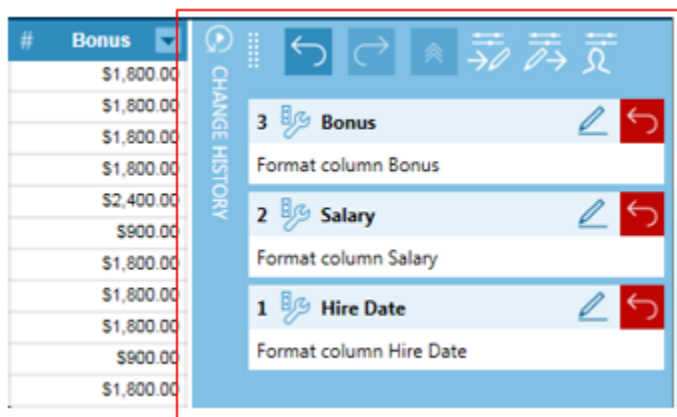 # Bonus
$1,800.00
$1,800.00
$1,800.00
$1,800.00
$2,400.00
$900.00
$1,800.00
$1,800.00
$1,800.00
$900.00
$1,800.00
CHANGE HISTORY
3 Bonus
Format column Bonus
2 Salary
Format column Salary
1 Hire Date
Format column Hire Date